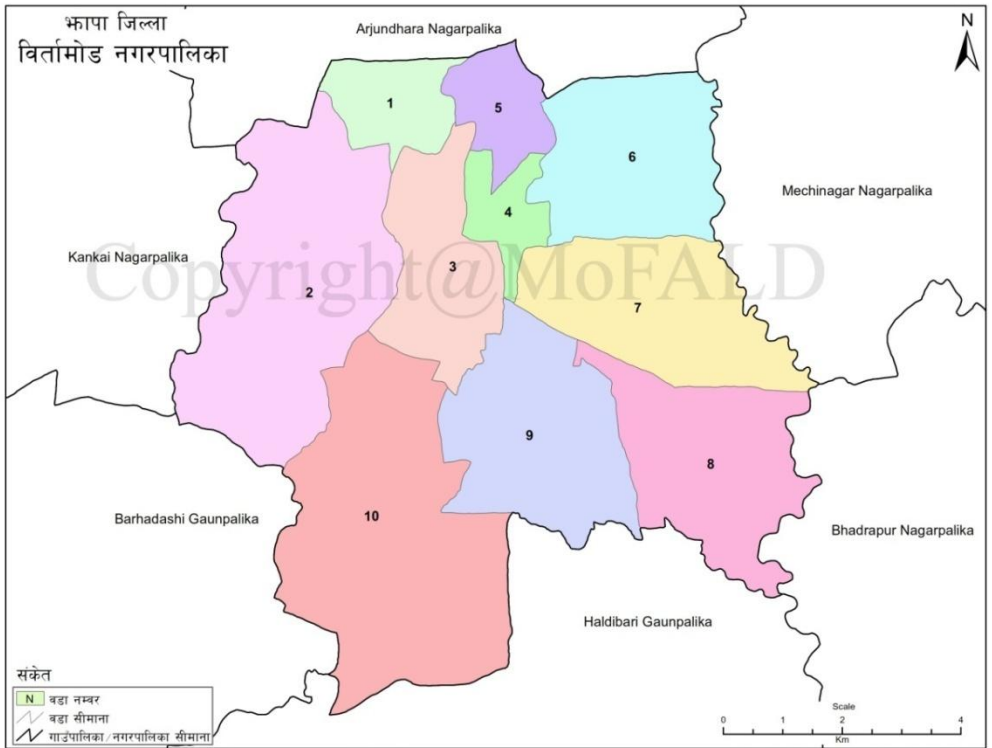 झापा जिल्ला
विर्तामोड नगरपालिका
Arjundhara Nagarpalika
N
1
5
6
Mechinagar Nagarpalika
4
Kankai Nagarpalika
Copyright@MoFALD
3
2
7
9
8
10
Barhadashi Gaunpalika
Bhadrapur Nagarpalika
Haldibari Gaunpalika
संकेत
N वडा नम्बर
वडा सीमाना
गाउँपालिका/नगरपालिका सीमाना
Scale
0 1 2 4
Km